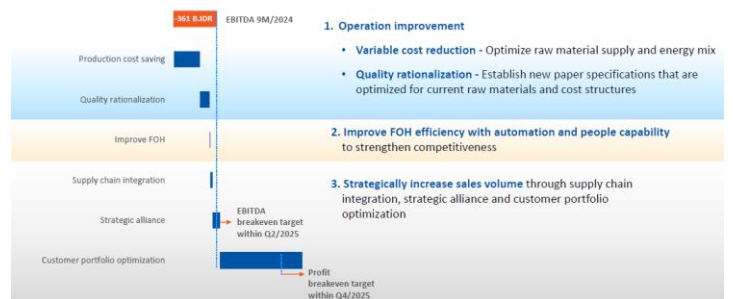 -361 B.IDR
EBITDA 9M/2024
Production cost saving
Quality rationalization
Improve FOH
Supply chain integration
Strategic alliance
EBITDA
breakeven target
within Q2/2025
Customer portfolio optimization
Profit
breakeven target
within Q4/2025
1. Operation improvement
• Variable cost reduction - Optimize raw material supply and energy mix
• Quality rationalization - Establish new paper specifications that are
optimized for current raw materials and cost structures
2. Improve FOH efficiency with automation and people capability
to strengthen competitiveness
3. Strategically increase sales volume through supply chain
integration, strategic alliance and customer portfolio
optimization